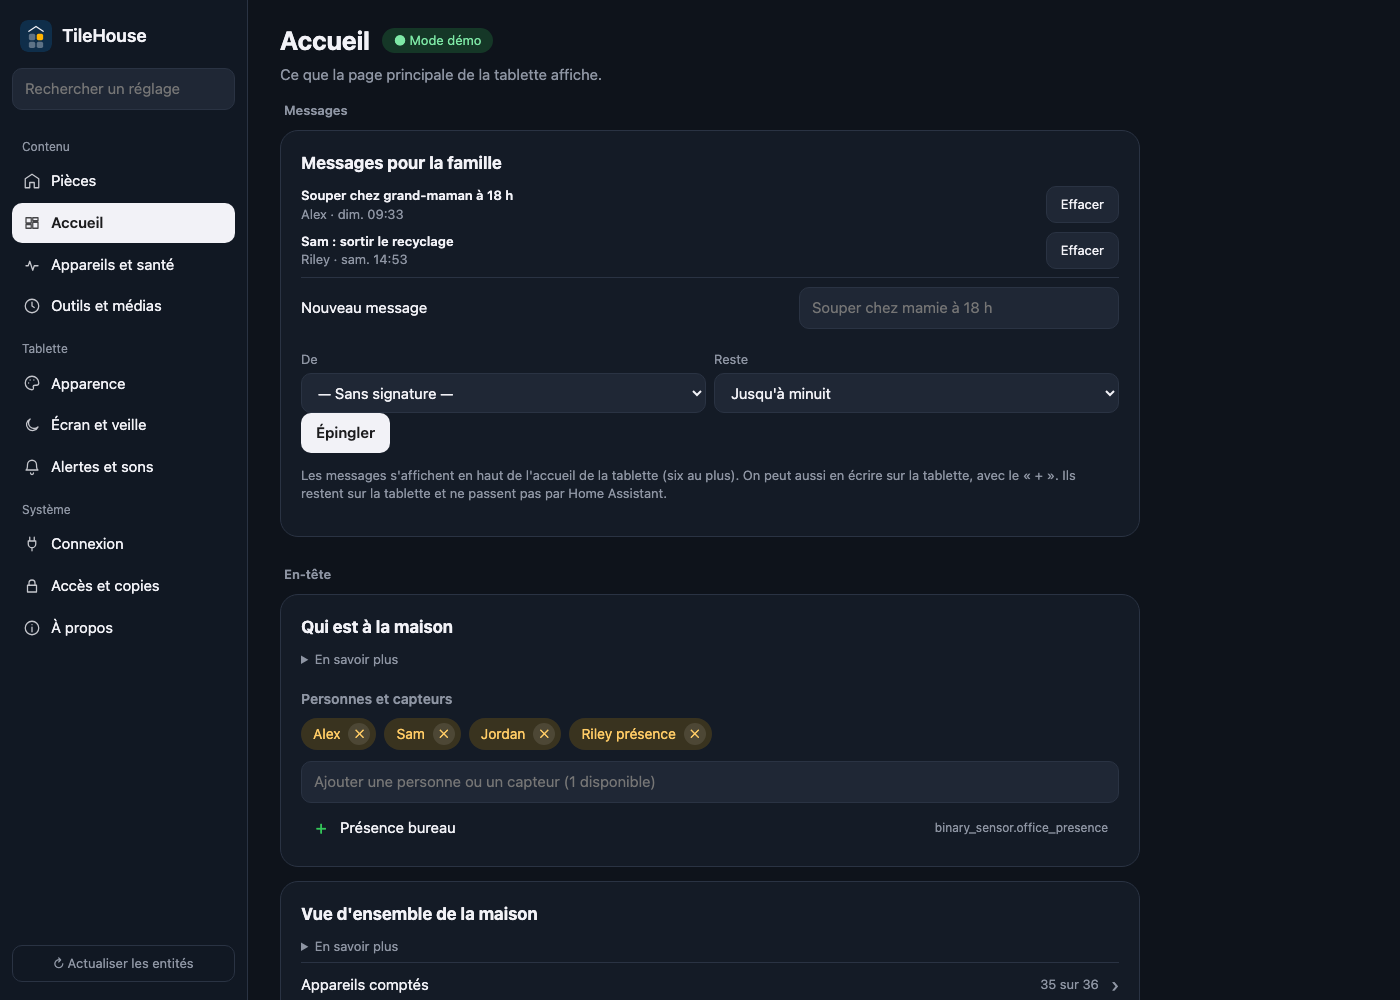 TileHouse
Rechercher un réglage
Contenu
Pièces
Accueil
Appareils et santé
Outils et médias
Tablette
Apparence
Écran et veille
Alertes et sons
Système
Connexion
Accès et copies
À propos
↻ Actualiser les entités
Accueil
Mode démo
Ce que la page principale de la tablette affiche.
Messages
Messages pour la famille
Souper chez grand-maman à 18 h
Alex · dim. 09:33
Effacer
Sam : sortir le recyclage
Riley · sam. 14:53
Effacer
Nouveau message
Souper chez mamie à 18 h
De
Reste
— Sans signature —
Jusqu'à minuit
Épingler
Les messages s'affichent en haut de l'accueil de la tablette (six au plus). On peut aussi en écrire sur la tablette, avec le « + ». Ils
restent sur la tablette et ne passent pas par Home Assistant.
En-tête
Qui est à la maison
En savoir plus
Personnes et capteurs
Alex ✕
Sam ✕
Jordan ✕
Riley présence ✕
Ajouter une personne ou un capteur (1 disponible)
+ Présence bureau
binary_sensor.office_presence
Vue d'ensemble de la maison
En savoir plus
Appareils comptés
35 sur 36 ›